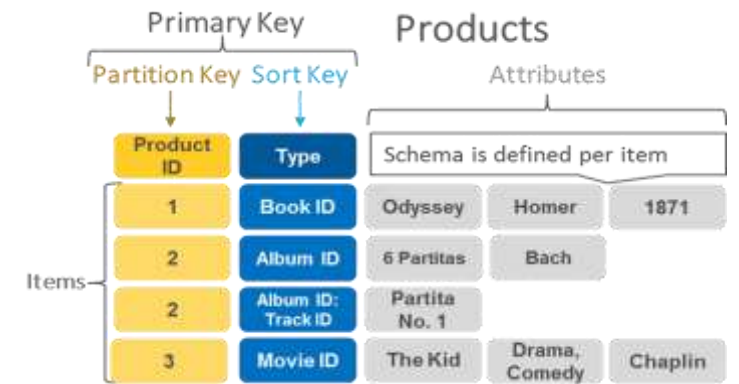 Primary Key
Products
Partition Key Sort Key
Attributes
Product
ID
Type
Schema is defined per item
1
Book ID
Odyssey
Homer
1871
2
Album ID
6 Partitas
Bach
Items
2
Album ID:
Track ID
Partita
No. 1
3
Movie ID
The Kid
Drama,
Comedy
Chaplin